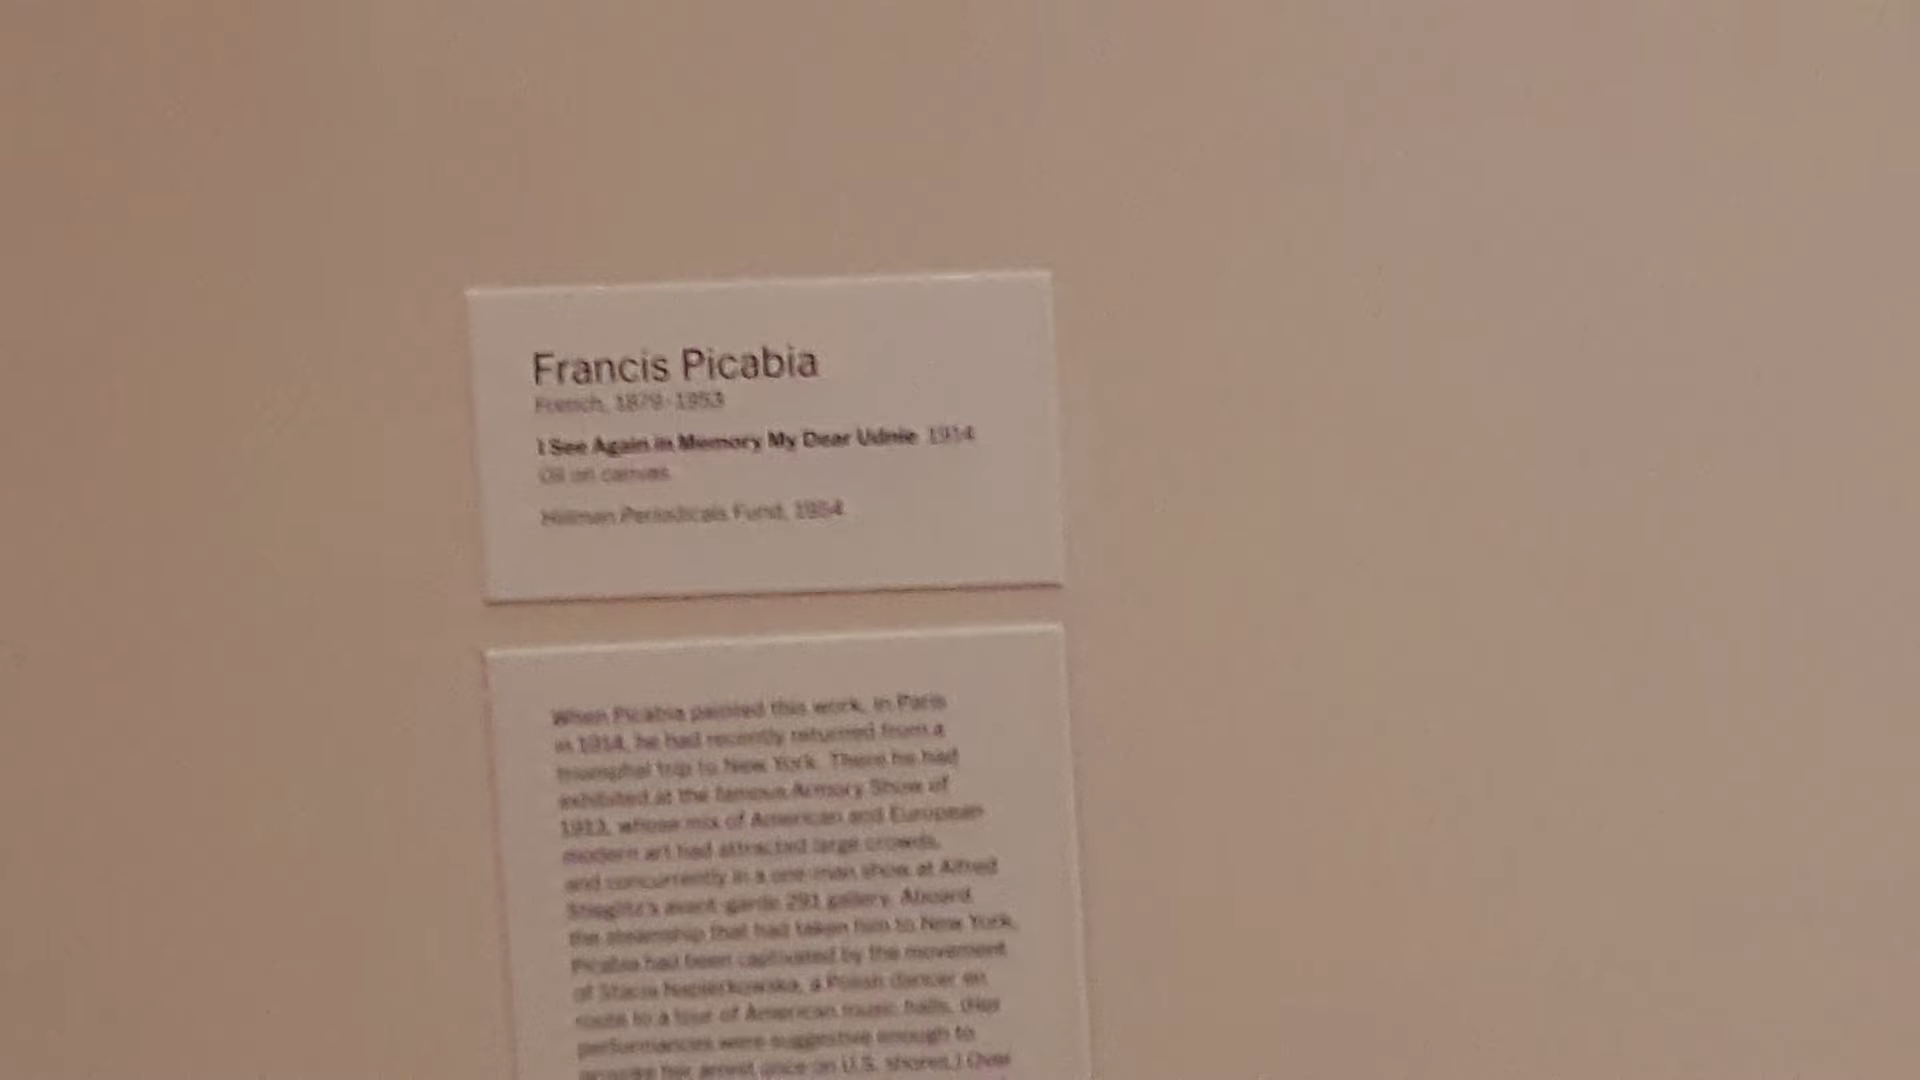 Francis Picabia
French, 1879–1953
I See Again in Memory My Dear Udnie 1914
Oil on canvas
Hillman Periodicals Fund, 1954
When Picabia painted this work, in Paris
in 1914, he had recently returned from a
triumphal trip to New York. There he had
exhibited at the famous Armory Show of
1913, whose mix of American and European
modern art had attracted large crowds,
and concurrently in a one-man show at Alfred
Stieglitz's avant-garde 291 gallery. Aboard
the steamship that had taken him to New York,
Picabia had been captivated by the movement
of Stacia Napierkowska, a Polish dancer en
route to a tour of American music halls. (Her
performances were suggestive enough to
provoke her arrest once on U.S. shores.) Over